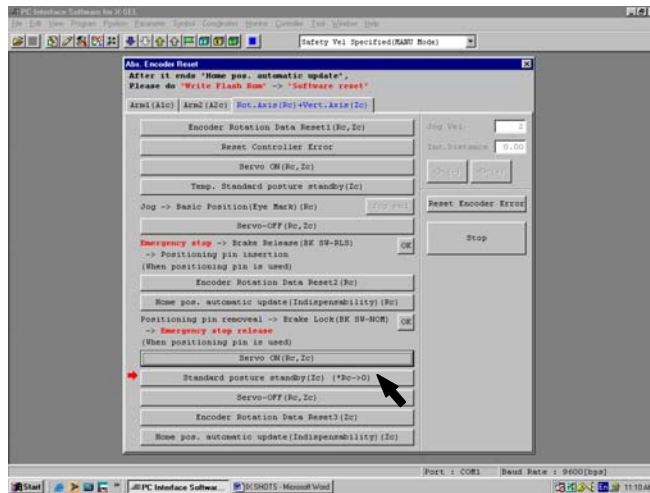 PC Interface Software for X-SEL
File Edit View Program Position Parameter Symbol Coordinates Monitor Controller Tool Window Help
Safety Vel Specified(MANU Mode)
Abs. Encoder Reset
After it ends "Home pos. automatic update",
Please do "Write Flash Rom" -> "Software reset"
Arm1(A1c) Arm2(A2c) Rot.Axis(Rc)+Vert.Axis(Zc)
Encoder Rotation Data Reset1(Rc,Zc)
Reset Controller Error
Servo ON(Rc,Zc)
Temp. Standard posture standby(Zc)
Jog -> Basic Position(Eye Mark)(Rc) Jog end
Servo-OFF(Rc,Zc)
Emergency stop -> Brake Release(BK SW-RLS) OK
-> Positioning pin insertion
(When positioning pin is used)
Encoder Rotation Data Reset2(Rc)
Home pos. automatic update(Indispensability)(Rc)
Positioning pin removeal -> Brake Lock(BK SW-NOM) OK
-> Emergency stop release
(When positioning pin is used)
Servo ON(Rc,Zc)
Standard posture standby(Zc) (*Rc->0)
Servo-OFF(Rc,Zc)
Encoder Rotation Data Reset3(Zc)
Home pos. automatic update(Indispensability)(Zc)
Jog Vel. 2
Inc.Distance 0.00
Reset Encoder Error
Stop
Port : COM1 Baud Rate : 9600[bps]
Start PC Interface Softwar... IX SHOTS - Microsoft Word 11:10 AM